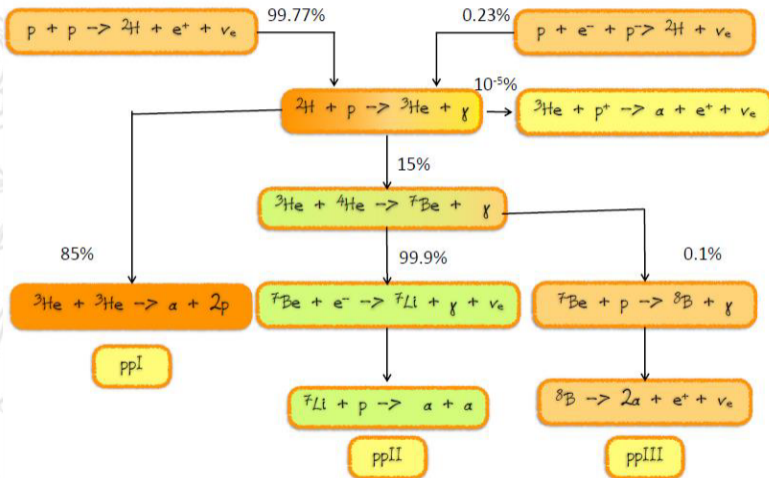 p + p -> ²H + e⁺ + νₑ
99.77%
0.23%
p + e⁻ + p -> ²H + νₑ
²H + p -> ³He + γ
10⁻⁵%
³He + p⁺ -> α + e⁺ + νₑ
15%
³He + ⁴He -> ⁷Be + γ
85%
99.9%
0.1%
³He + ³He -> α + 2p
⁷Be + e⁻ -> ⁷Li + γ + νₑ
⁷Be + p -> ⁸B + γ
ppI
⁷Li + p -> α + α
⁸B -> 2α + e⁺ + νₑ
ppII
ppIII